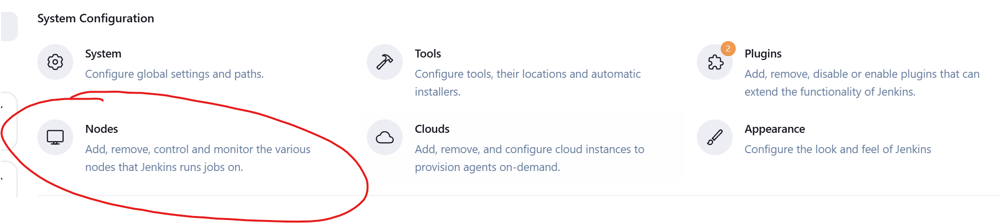 System Configuration
System
Configure global settings and paths.
Tools
Configure tools, their locations and automatic
installers.
2
Plugins
Add, remove, disable or enable plugins that can
extend the functionality of Jenkins.
Nodes
Add, remove, control and monitor the various
nodes that Jenkins runs jobs on.
Clouds
Add, remove, and configure cloud instances to
provision agents on-demand.
Appearance
Configure the look and feel of Jenkins